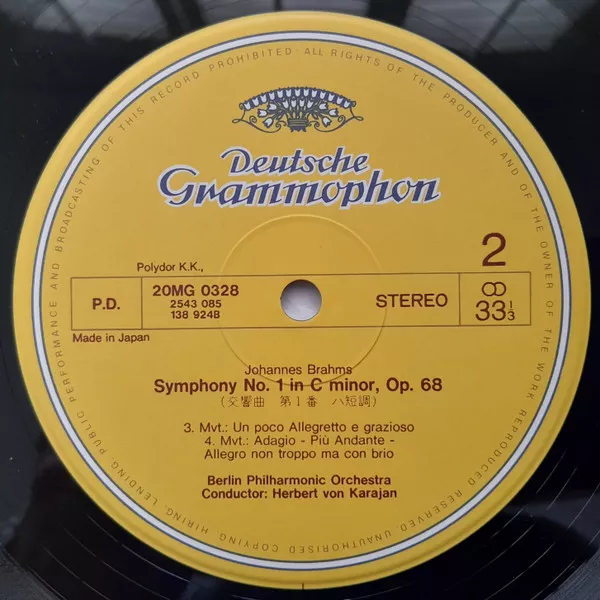 ALL RIGHTS OF THE PRODUCER AND OF THE OWNER OF THE WORK REPRODUCED RESERVED. UNAUTHORISED COPYING, HIRING, LENDING, PUBLIC PERFORMANCE AND BROADCASTING OF THIS RECORD PROHIBITED ·
Deutsche
Grammophon
2
Polydor K.K.,
P.D.
20MG 0328
2543 085
138 924B
STEREO
33 1/3
Made in Japan
Johannes Brahms
Symphony No. 1 in C minor, Op. 68
(交響曲 第1番 ハ短調)
3. Mvt.: Un poco Allegretto e grazioso
4. Mvt.: Adagio - Più Andante -
Allegro non troppo ma con brio
Berlin Philharmonic Orchestra
Conductor: Herbert von Karajan